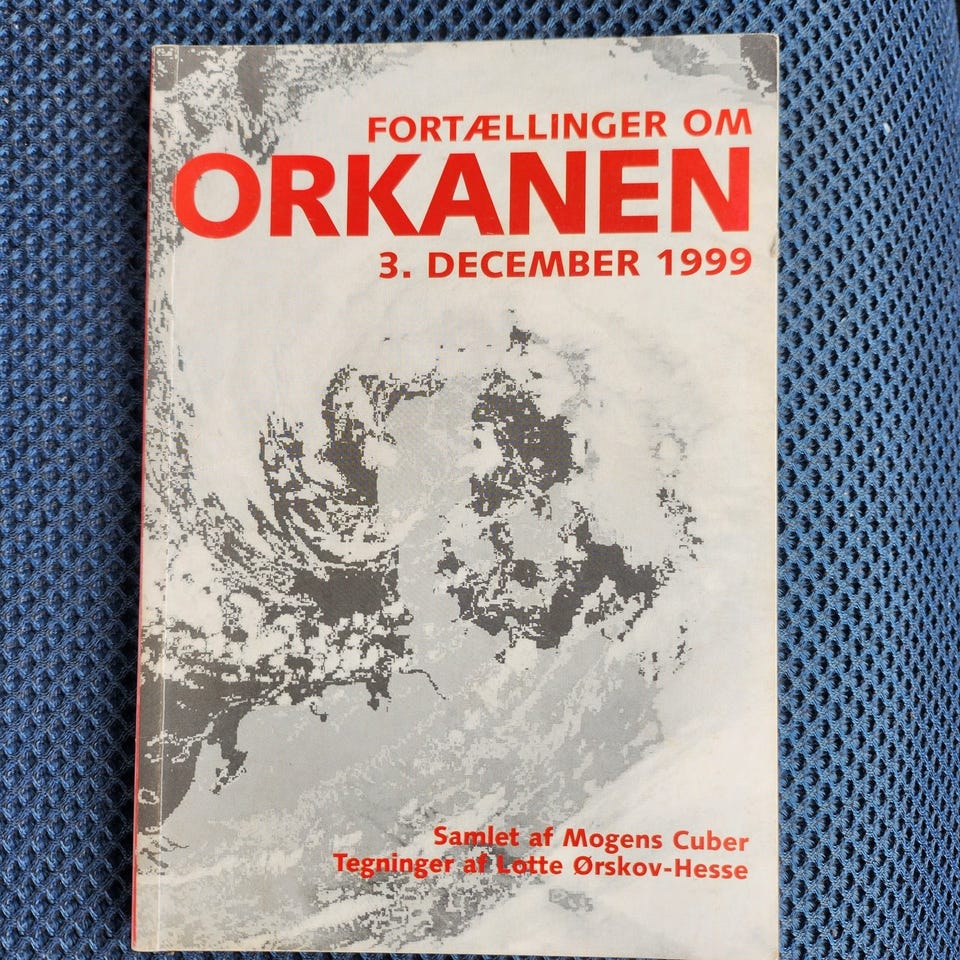 FORTÆLLINGER OM
ORKANEN
3. DECEMBER 1999
Samlet af Mogens Cuber
Tegninger af Lotte Ørskov-Hesse